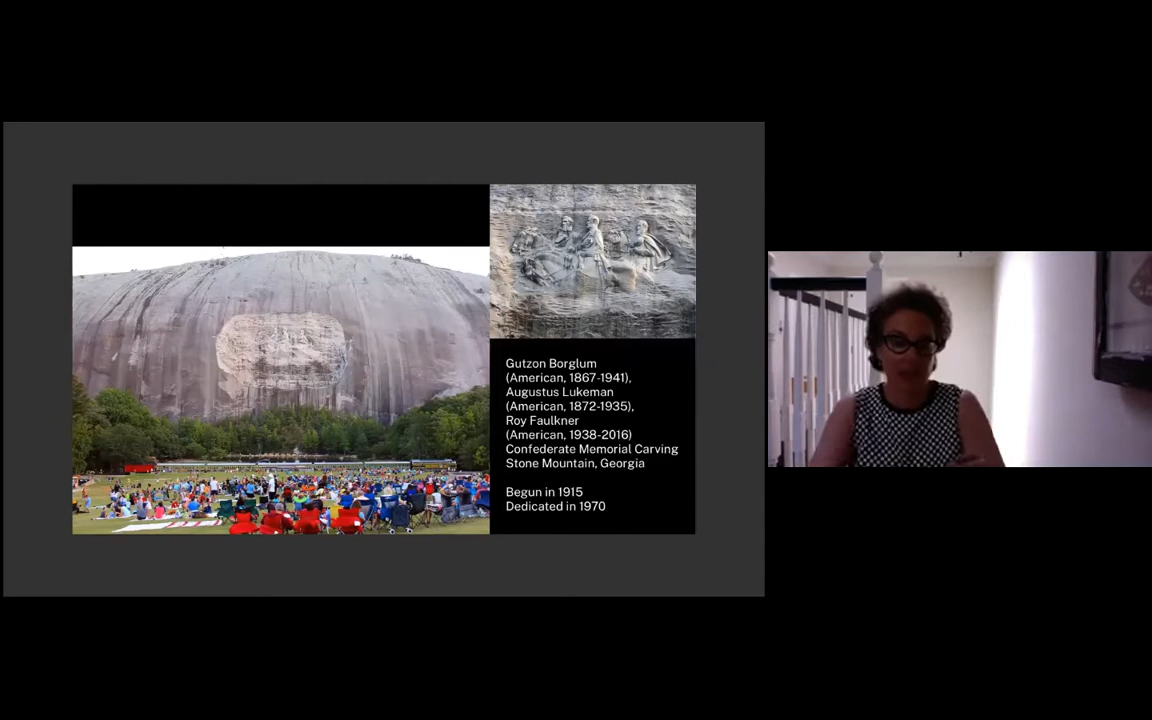 Gutzon Borglum
(American, 1867-1941),
Augustus Lukeman
(American, 1872-1935),
Roy Faulkner
(American, 1938-2016)
Confederate Memorial Carving
Stone Mountain, Georgia
Begun in 1915
Dedicated in 1970